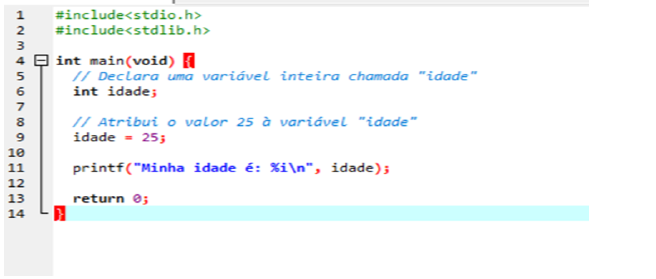 1 #include<stdio.h>
2 #include<stdlib.h>
3
4 int main(void) {
5 // Declara uma variável inteira chamada "idade"
6 int idade;
7
8 // Atribui o valor 25 à variável "idade"
9 idade = 25;
10
11 printf("Minha idade é: %i\n", idade);
12
13 return 0;
14 }